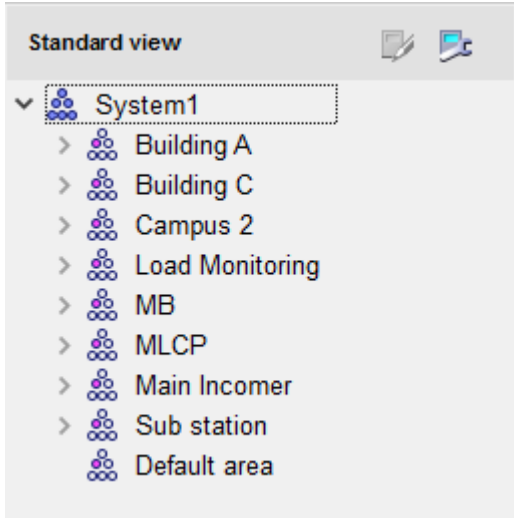 Standard view
System1
Building A
Building C
Campus 2
Load Monitoring
MB
MLCP
Main Incomer
Sub station
Default area